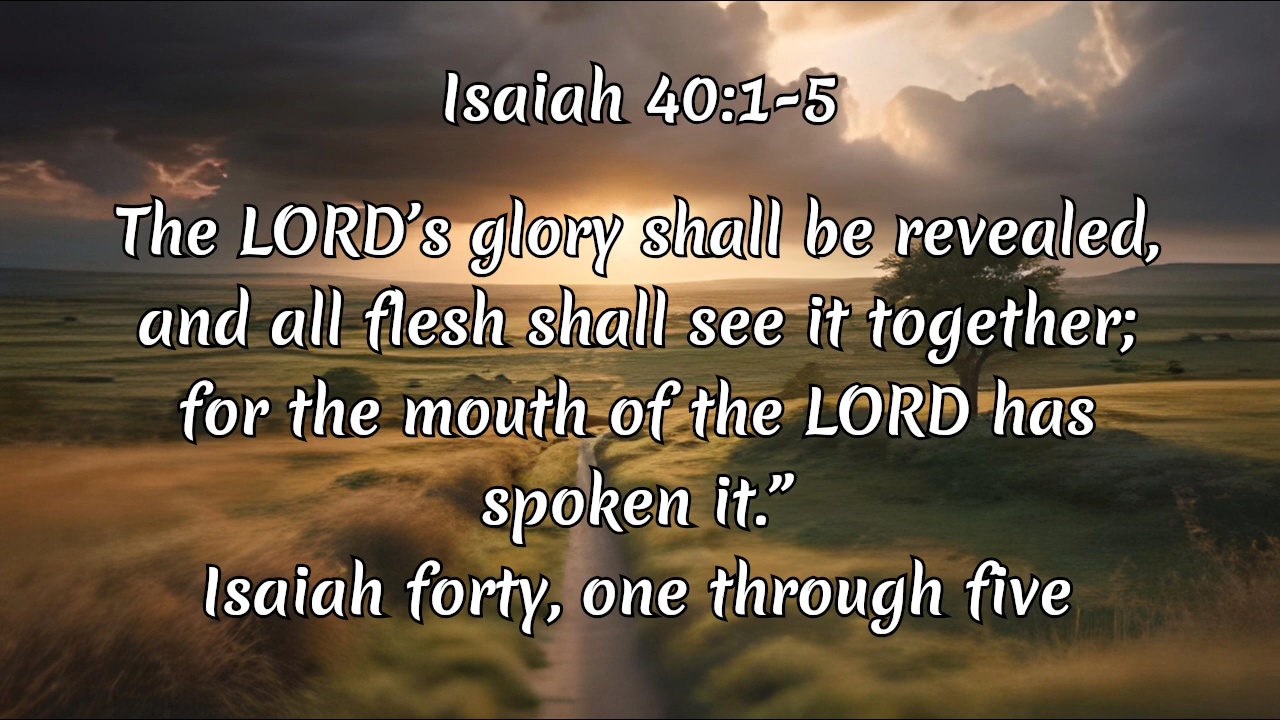 Isaiah 40:1-5
The LORD’s glory shall be revealed,
and all flesh shall see it together;
for the mouth of the LORD has
spoken it.”
Isaiah forty, one through five